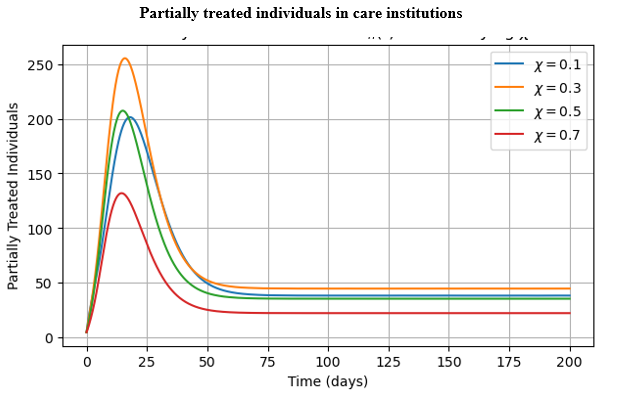 Partially treated individuals in care institutions
250
200
150
100
50
0
Partially Treated Individuals
χ = 0.1
χ = 0.3
χ = 0.5
χ = 0.7
0 25 50 75 100 125 150 175 200
Time (days)